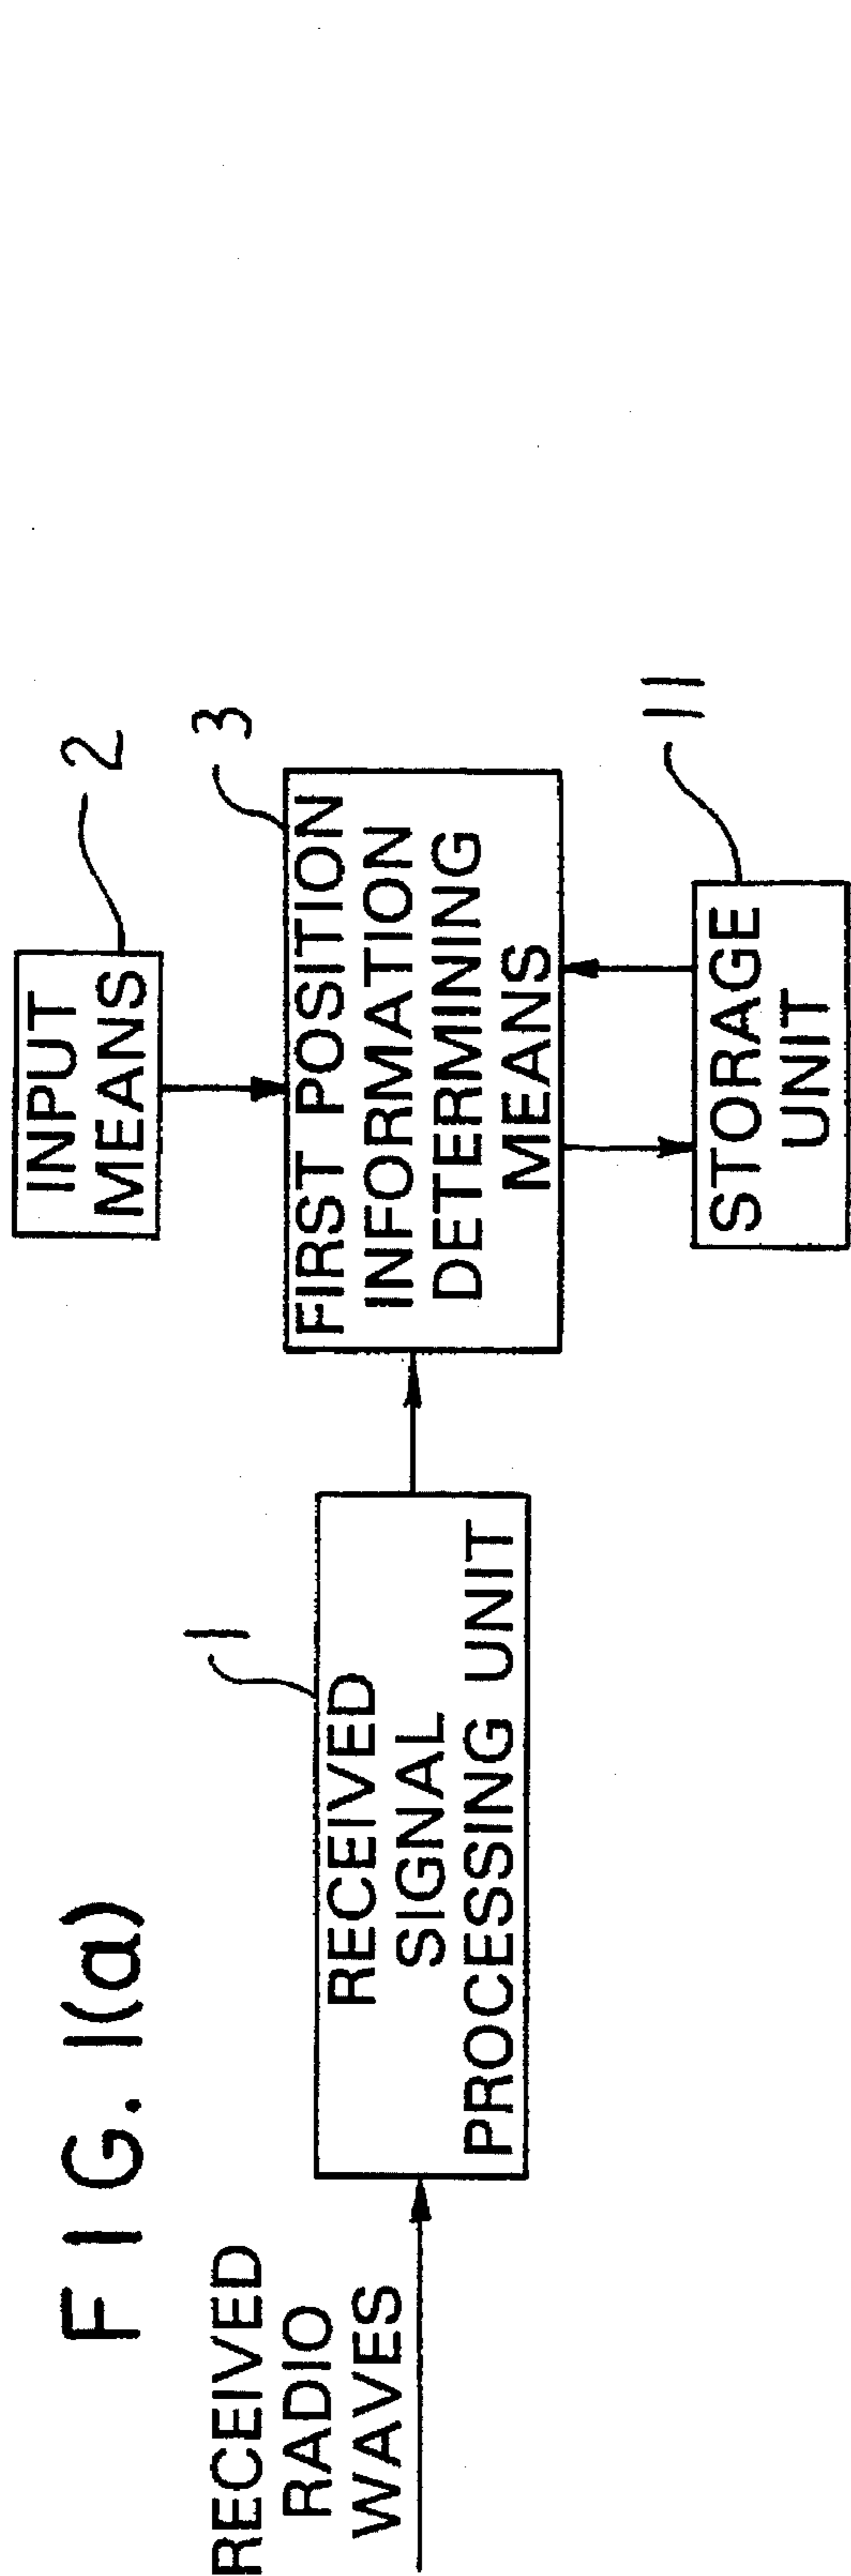 FIG. 1(a)
RECEIVED
RADIO
WAVES
1
RECEIVED
SIGNAL
PROCESSING UNIT
2
INPUT
MEANS
3
FIRST POSITION
INFORMATION
DETERMINING
MEANS
11
STORAGE
UNIT